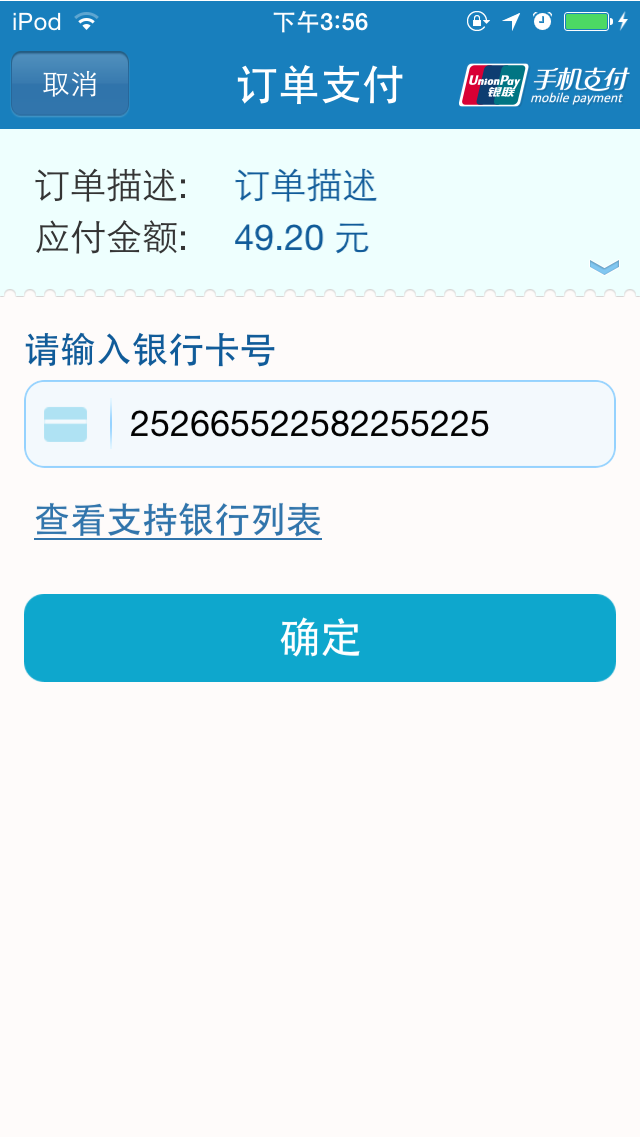 iPod 下午3:56
取消 订单支付 UnionPay 银联 手机支付 mobile payment
订单描述: 订单描述
应付金额: 49.20 元
请输入银行卡号
252665522582255225
查看支持银行列表
确定